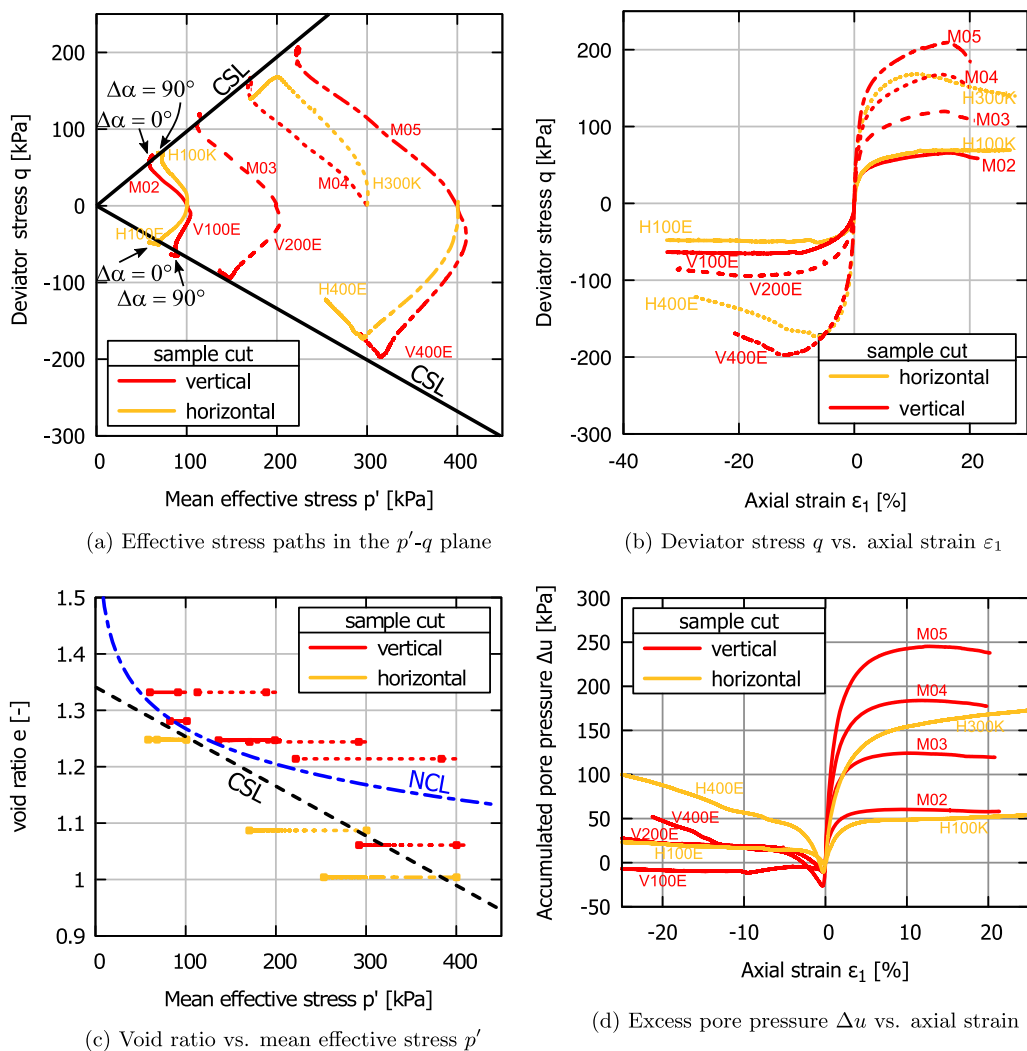 200
100
0
-100
-200
-300
0
100
200
300
400
Deviator stress q [kPa]
Mean effective stress p' [kPa]
CSL
CSL
Δα = 90°
Δα = 0°
H100K
M02
M03
M04
M05
H300K
H100E
V100E
V200E
H400E
V400E
Δα = 0°
Δα = 90°
sample cut
vertical
horizontal
(a) Effective stress paths in the p′-q plane
200
100
0
-100
-200
-300
-40
-20
0
20
Deviator stress q [kPa]
Axial strain ε1 [%]
M05
M04
H300K
M03
H100K
M02
H100E
V100E
V200E
H400E
V400E
sample cut
horizontal
vertical
(b) Deviator stress q vs. axial strain ε1
1.5
1.4
1.3
1.2
1.1
1
0.9
0
100
200
300
400
void ratio e [-]
Mean effective stress p' [kPa]
sample cut
vertical
horizontal
CSL
NCL
(c) Void ratio vs. mean effective stress p′
300
250
200
150
100
50
0
-50
-20
-10
0
10
20
Accumulated pore pressure Δu [kPa]
Axial strain ε1 [%]
sample cut
vertical
horizontal
M05
M04
H300K
M03
M02
H100K
H400E
V400E
V200E
H100E
V100E
(d) Excess pore pressure Δu vs. axial strain